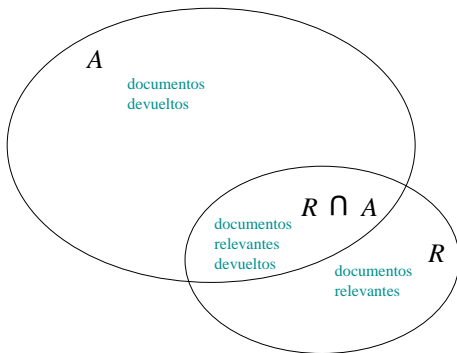 A
documentos
devueltos
R ∩ A
documentos
relevantes
devueltos
R
documentos
relevantes